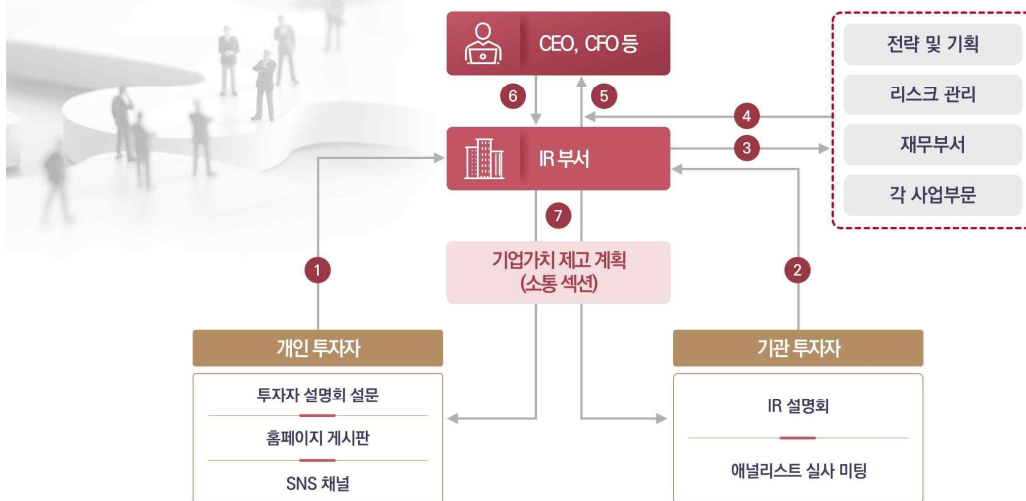 CEO, CFO 등
전략 및 기획
리스크 관리
재무부서
각 사업부문
6
5
4
3
IR 부서
7
1
2
기업가치 제고 계획
(소통 섹션)
개인 투자자
투자자 설명회 설문
홈페이지 게시판
SNS 채널
기관 투자자
IR 설명회
애널리스트 실사 미팅